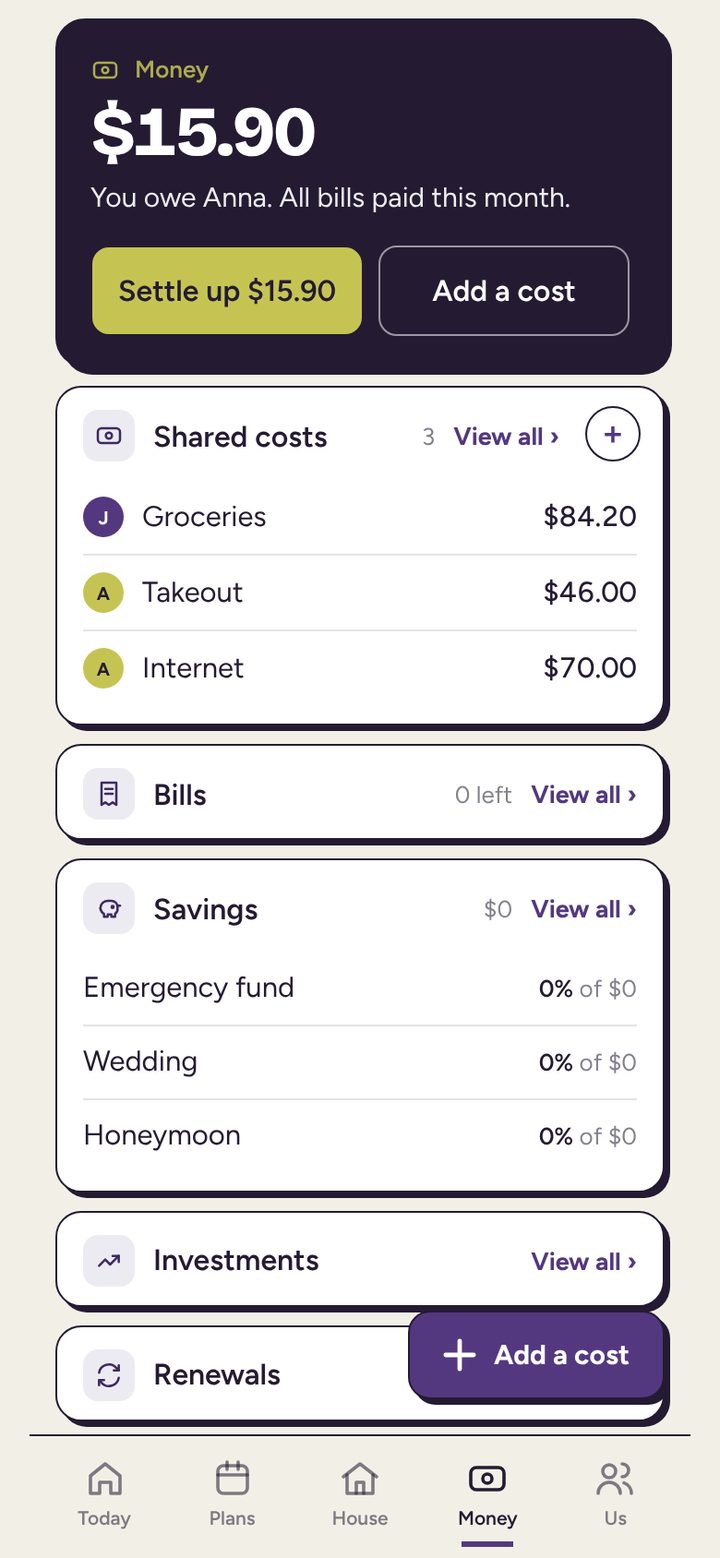 Money
$15.90
You owe Anna. All bills paid this month.
Settle up $15.90 Add a cost
Shared costs 3 View all › +
J Groceries $84.20
A Takeout $46.00
A Internet $70.00
Bills 0 left View all ›
Savings $0 View all ›
Emergency fund 0% of $0
Wedding 0% of $0
Honeymoon 0% of $0
Investments View all ›
Renewals + Add a cost
Today Plans House Money Us